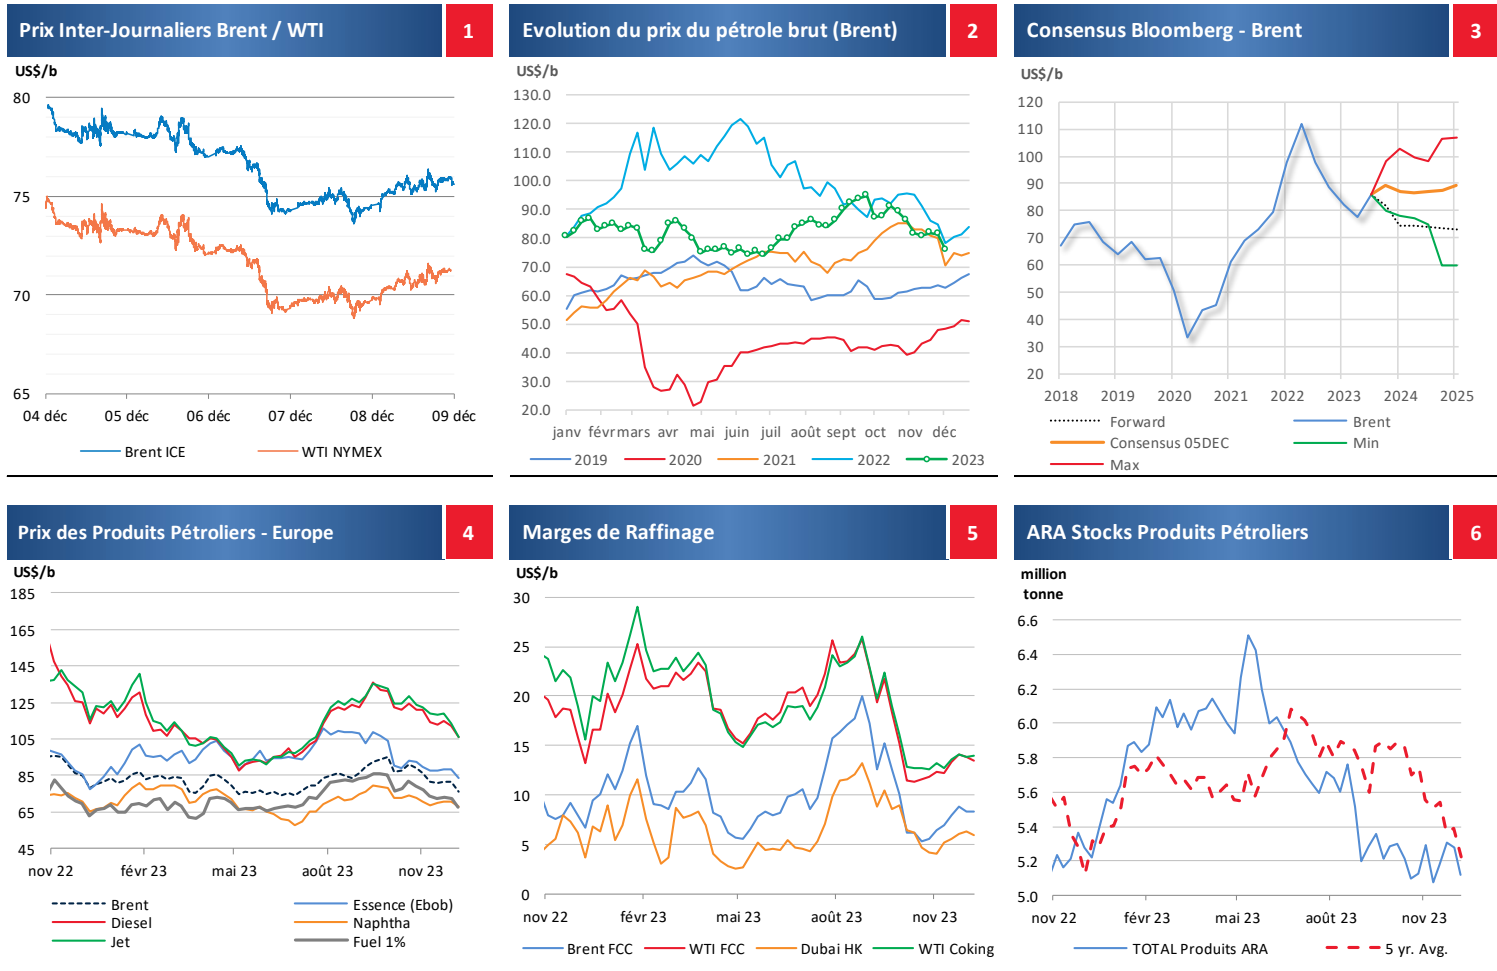 Prix Inter-Journaliers Brent / WTI
1
US$/b
80
75
70
65
04 déc
05 déc
06 déc
07 déc
08 déc
09 déc
Brent ICE
WTI NYMEX
Evolution du prix du pétrole brut (Brent)
2
US$/b
130.0
120.0
110.0
100.0
90.0
80.0
70.0
60.0
50.0
40.0
30.0
20.0
janv
févr
mars
avr
mai
juin
juil
août
sept
oct
nov
déc
2019
2020
2021
2022
2023
Consensus Bloomberg - Brent
3
US$/b
120
110
100
90
80
70
60
50
40
30
20
2018
2019
2020
2021
2022
2023
2024
2025
Forward
Brent
Consensus 05DEC
Min
Max
Prix des Produits Pétroliers - Europe
4
US$/b
185
165
145
125
105
85
65
45
nov 22
févr 23
mai 23
août 23
nov 23
Brent
Essence (Ebob)
Diesel
Naphtha
Jet
Fuel 1%
Marges de Raffinage
5
US$/b
30
25
20
15
10
5
0
nov 22
févr 23
mai 23
août 23
nov 23
Brent FCC
WTI FCC
Dubai HK
WTI Coking
ARA Stocks Produits Pétroliers
6
million
tonne
6.6
6.4
6.2
6.0
5.8
5.6
5.4
5.2
5.0
nov 22
févr 23
mai 23
août 23
nov 23
TOTAL Produits ARA
5 yr. Avg.